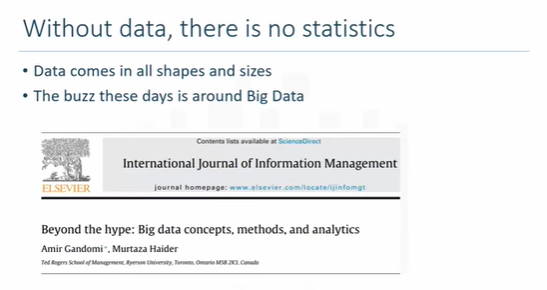 Without data, there is no statistics
• Data comes in all shapes and sizes
• The buzz these days is around Big Data
Contents lists available at ScienceDirect
International Journal of Information Management
ELSEVIER
journal homepage: www.elsevier.com/locate/ijinfomgt
Beyond the hype: Big data concepts, methods, and analytics
Amir Gandomi*, Murtaza Haider
Ted Rogers School of Management, Ryerson University, Toronto, Ontario M5B 2K3, Canada